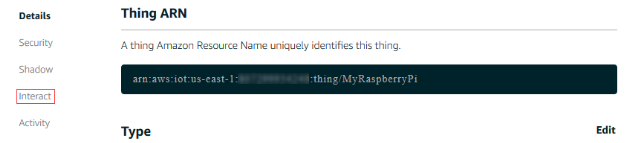 Details
Security
Shadow
Interact
Activity
Thing ARN
A thing Amazon Resource Name uniquely identifies this thing.
arn:aws:iot:us-east-1: :thing/MyRaspberryPi
Type
Edit